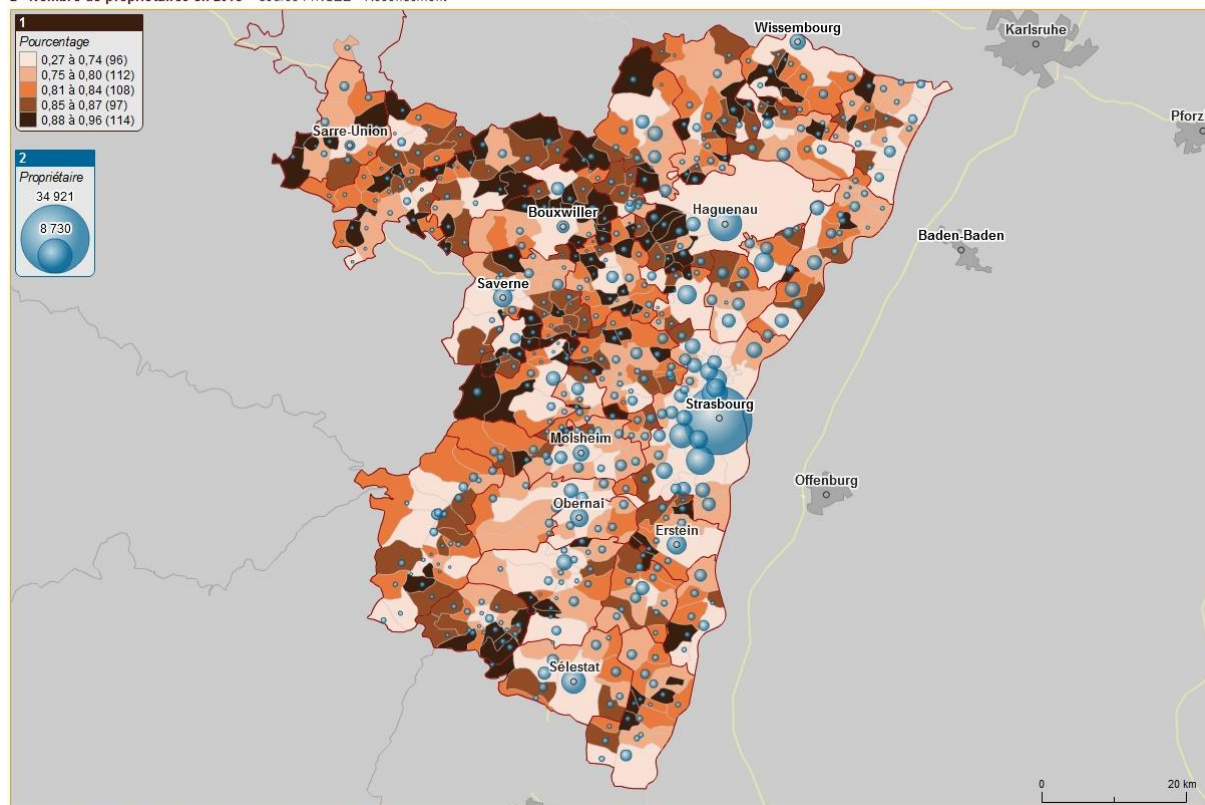 1
Pourcentage
0,27 à 0,74 (96)
0,75 à 0,80 (112)
0,81 à 0,84 (108)
0,85 à 0,87 (97)
0,88 à 0,96 (114)
2
Propriétaire
34 921
8 730
Wissembourg
Karlsruhe
Pforz
Sarre-Union
Bouxwiller
Haguenau
Baden-Baden
Saverne
Strasbourg
Molsheim
Offenburg
Obernai
Erstein
Sélestat
0
20 km